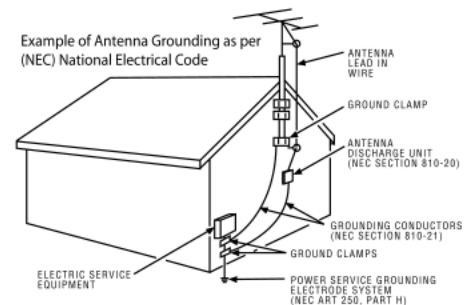 Example of Antenna Grounding as per
(NEC) National Electrical Code
ANTENNA
LEAD IN
WIRE
GROUND CLAMP
ANTENNA
DISCHARGE UNIT
(NEC SECTION 810-20)
GROUNDING CONDUCTORS
(NEC SECTION 810-21)
GROUND CLAMPS
ELECTRIC SERVICE
EQUIPMENT
POWER SERVICE GROUNDING
ELECTRODE SYSTEM
(NEC ART 250, PART H)